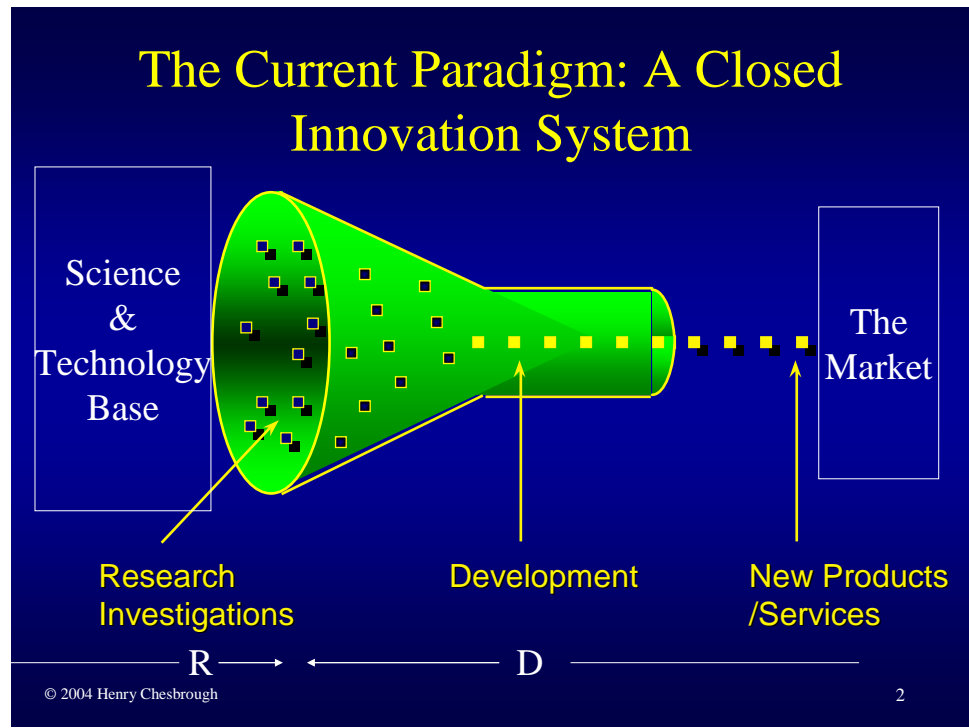 The Current Paradigm: A Closed
Innovation System
Science
&
Technology
Base
The
Market
Research
Investigations
Development
New Products
/Services
R
D
© 2004 Henry Chesbrough
2